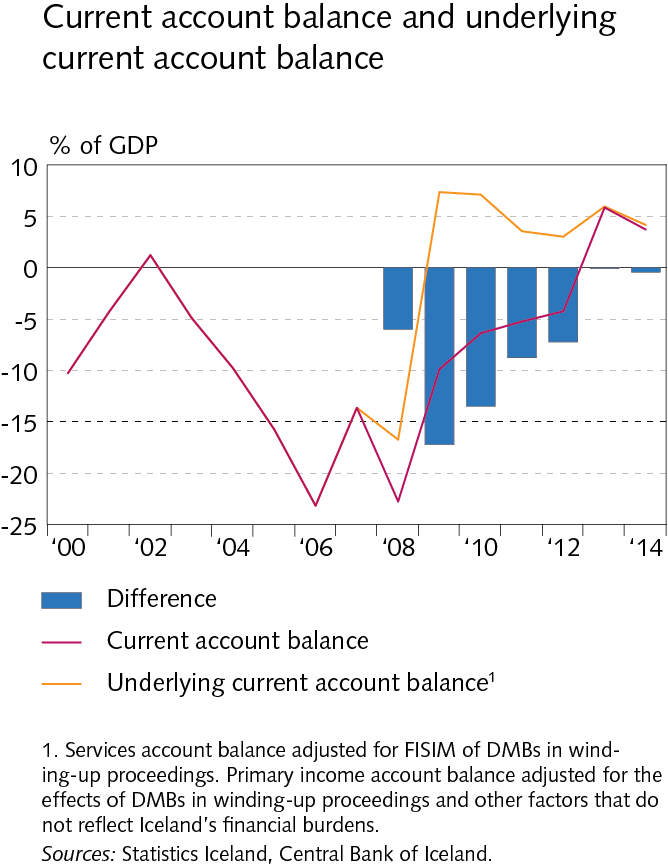 Current account balance and underlying
current account balance
% of GDP
10
5
0
-5
-10
-15
-20
-25
‘00 ‘02 ‘04 ‘06 ‘08 ‘10 ‘12 ‘14
Difference
Current account balance
Underlying current account balance¹
1. Services account balance adjusted for FISIM of DMBs in wind-
ing-up proceedings. Primary income account balance adjusted for the
effects of DMBs in winding-up proceedings and other factors that do
not reflect Iceland’s financial burdens.
Sources: Statistics Iceland, Central Bank of Iceland.